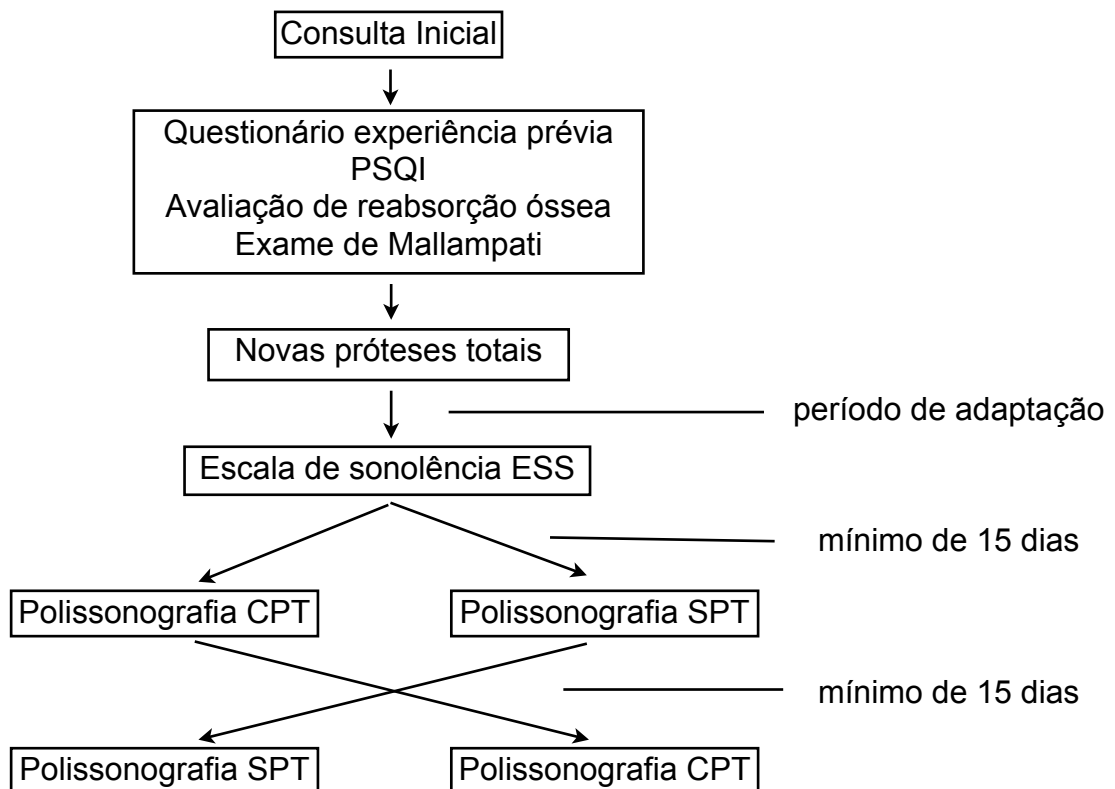 Consulta Inicial
Questionário experiência prévia
PSQI
Avaliação de reabsorção óssea
Exame de Mallampati
Novas próteses totais
período de adaptação
Escala de sonolência ESS
mínimo de 15 dias
Polissonografia CPT
Polissonografia SPT
mínimo de 15 dias
Polissonografia SPT
Polissonografia CPT